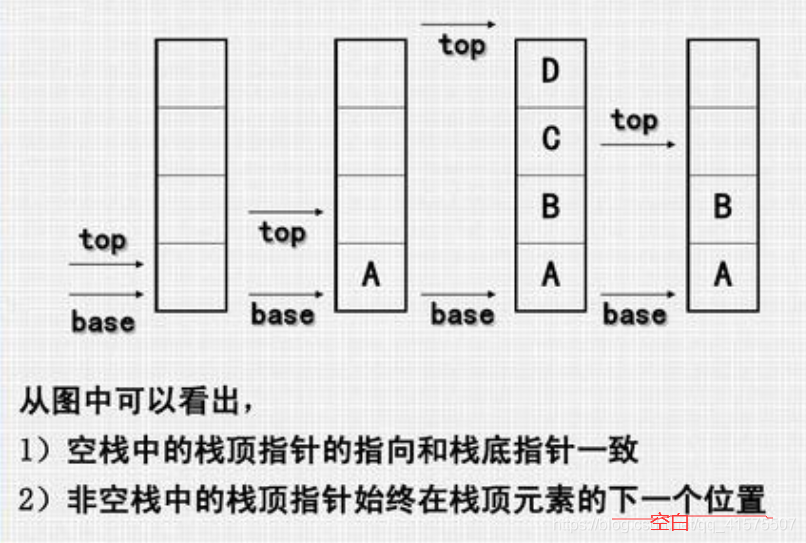 top
D
C
top
B
B
top
top
A
A
A
base
base
base
base
从图中可以看出，
1）空栈中的栈顶指针的指向和栈底指针一致
2）非空栈中的栈顶指针始终在栈顶元素的下一个位置
空白
https://blog.csdn.net/qq_41575507